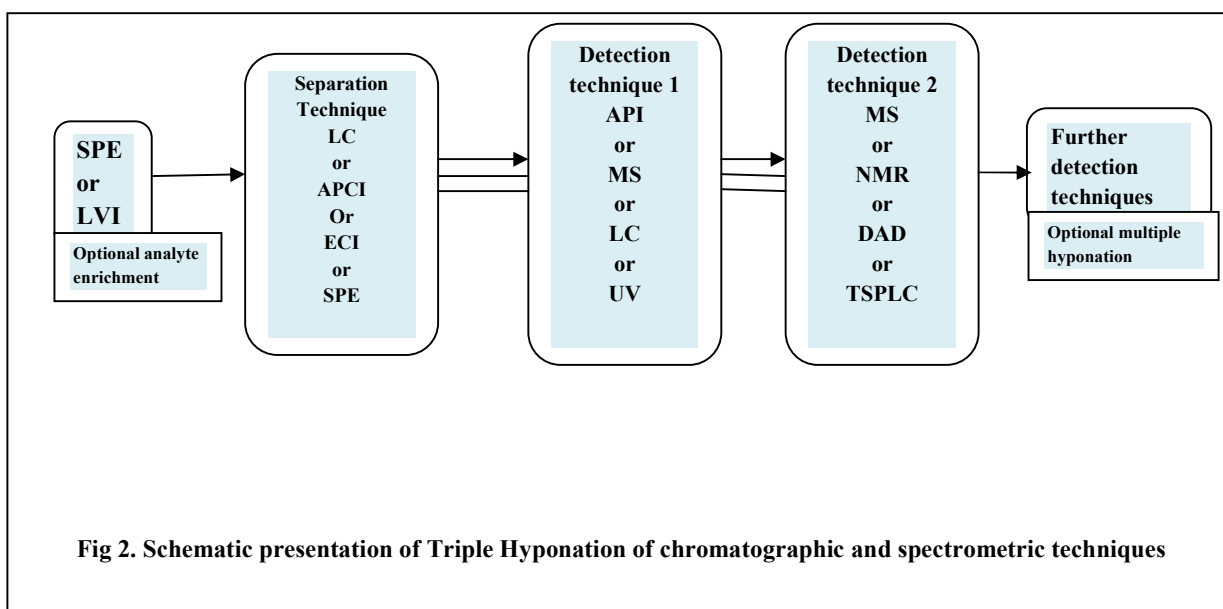 SPE
or
LVI
Optional analyte
enrichment
Separation
Technique
LC
or
APCI
Or
ECI
or
SPE
Detection
technique 1
API
or
MS
or
LC
or
UV
Detection
technique 2
MS
or
NMR
or
DAD
or
TSPLC
Further
detection
techniques
Optional multiple
hyponation
Fig 2. Schematic presentation of Triple Hyponation of chromatographic and spectrometric techniques